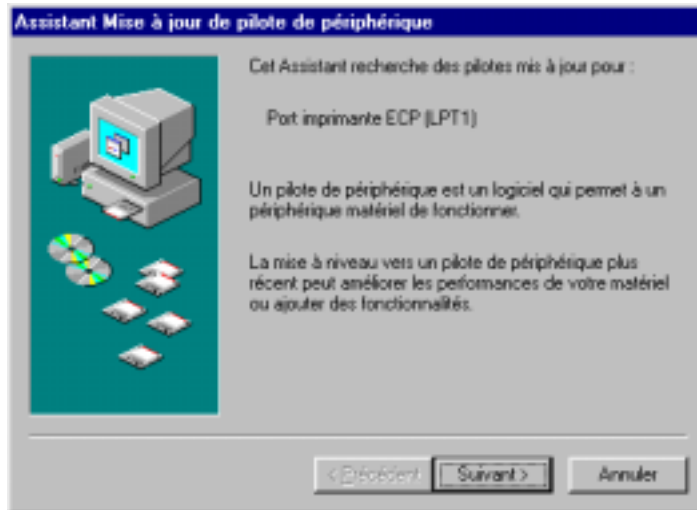 Assistant Mise à jour de pilote de périphérique
Cet Assistant recherche des pilotes mis à jour pour :
Port imprimante ECP (LPT1)
Un pilote de périphérique est un logiciel qui permet à un
périphérique matériel de fonctionner.
La mise à niveau vers un pilote de périphérique plus
récent peut améliorer les performances de votre matériel
ou ajouter des fonctionnalités.
< Précédent
Suivant >
Annuler